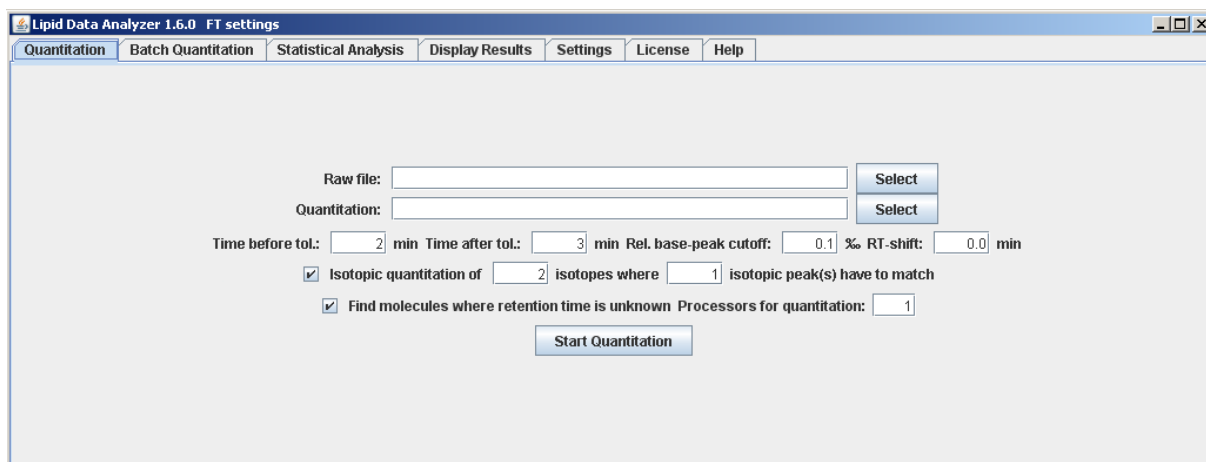 Lipid Data Analyzer 1.6.0 FT settings
Quantitation Batch Quantitation Statistical Analysis Display Results Settings License Help
Raw file: Select
Quantitation: Select
Time before tol.: 2 min Time after tol.: 3 min Rel. base-peak cutoff: 0.1 ‰ RT-shift: 0.0 min
Isotopic quantitation of 2 isotopes where 1 isotopic peak(s) have to match
Find molecules where retention time is unknown Processors for quantitation: 1
Start Quantitation